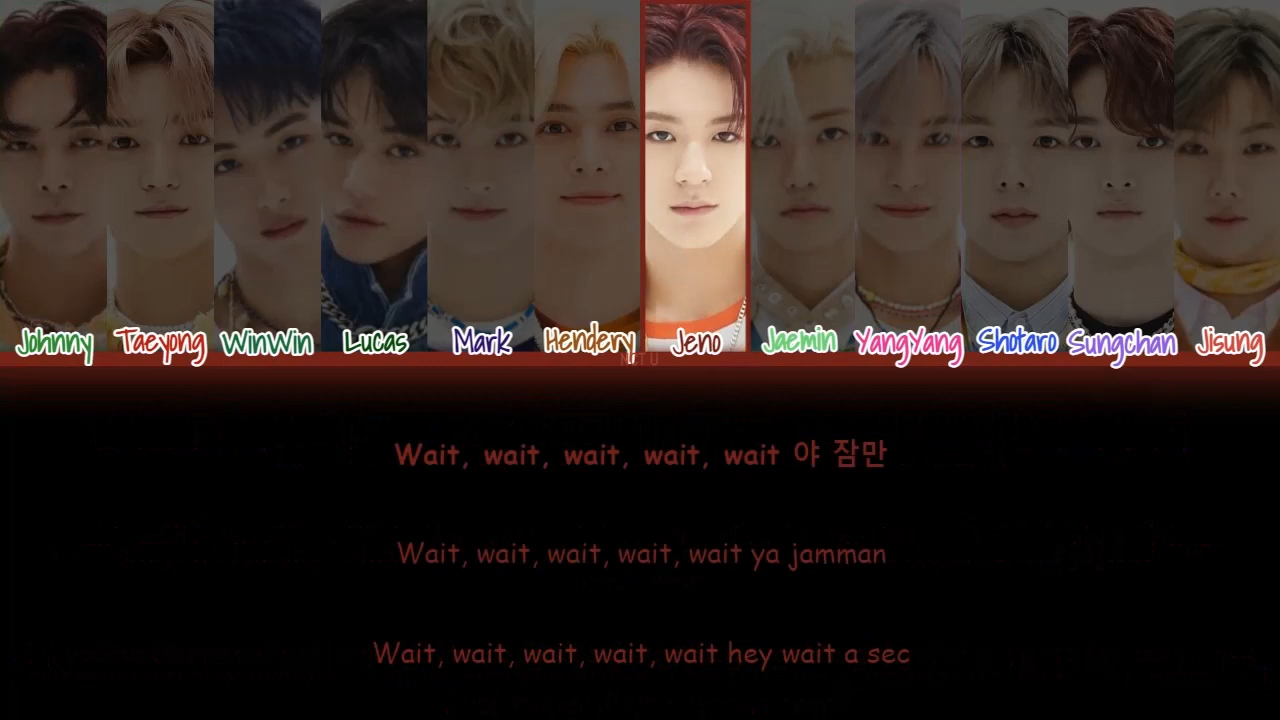 Johnny Taeyong WinWin Lucas Mark Hendery Jeno Jaemin YangYang Shotaro Sungchan Jisung
NCT U
Wait, wait, wait, wait, wait 야 잠만
Wait, wait, wait, wait, wait ya jamman
Wait, wait, wait, wait, wait hey wait a sec